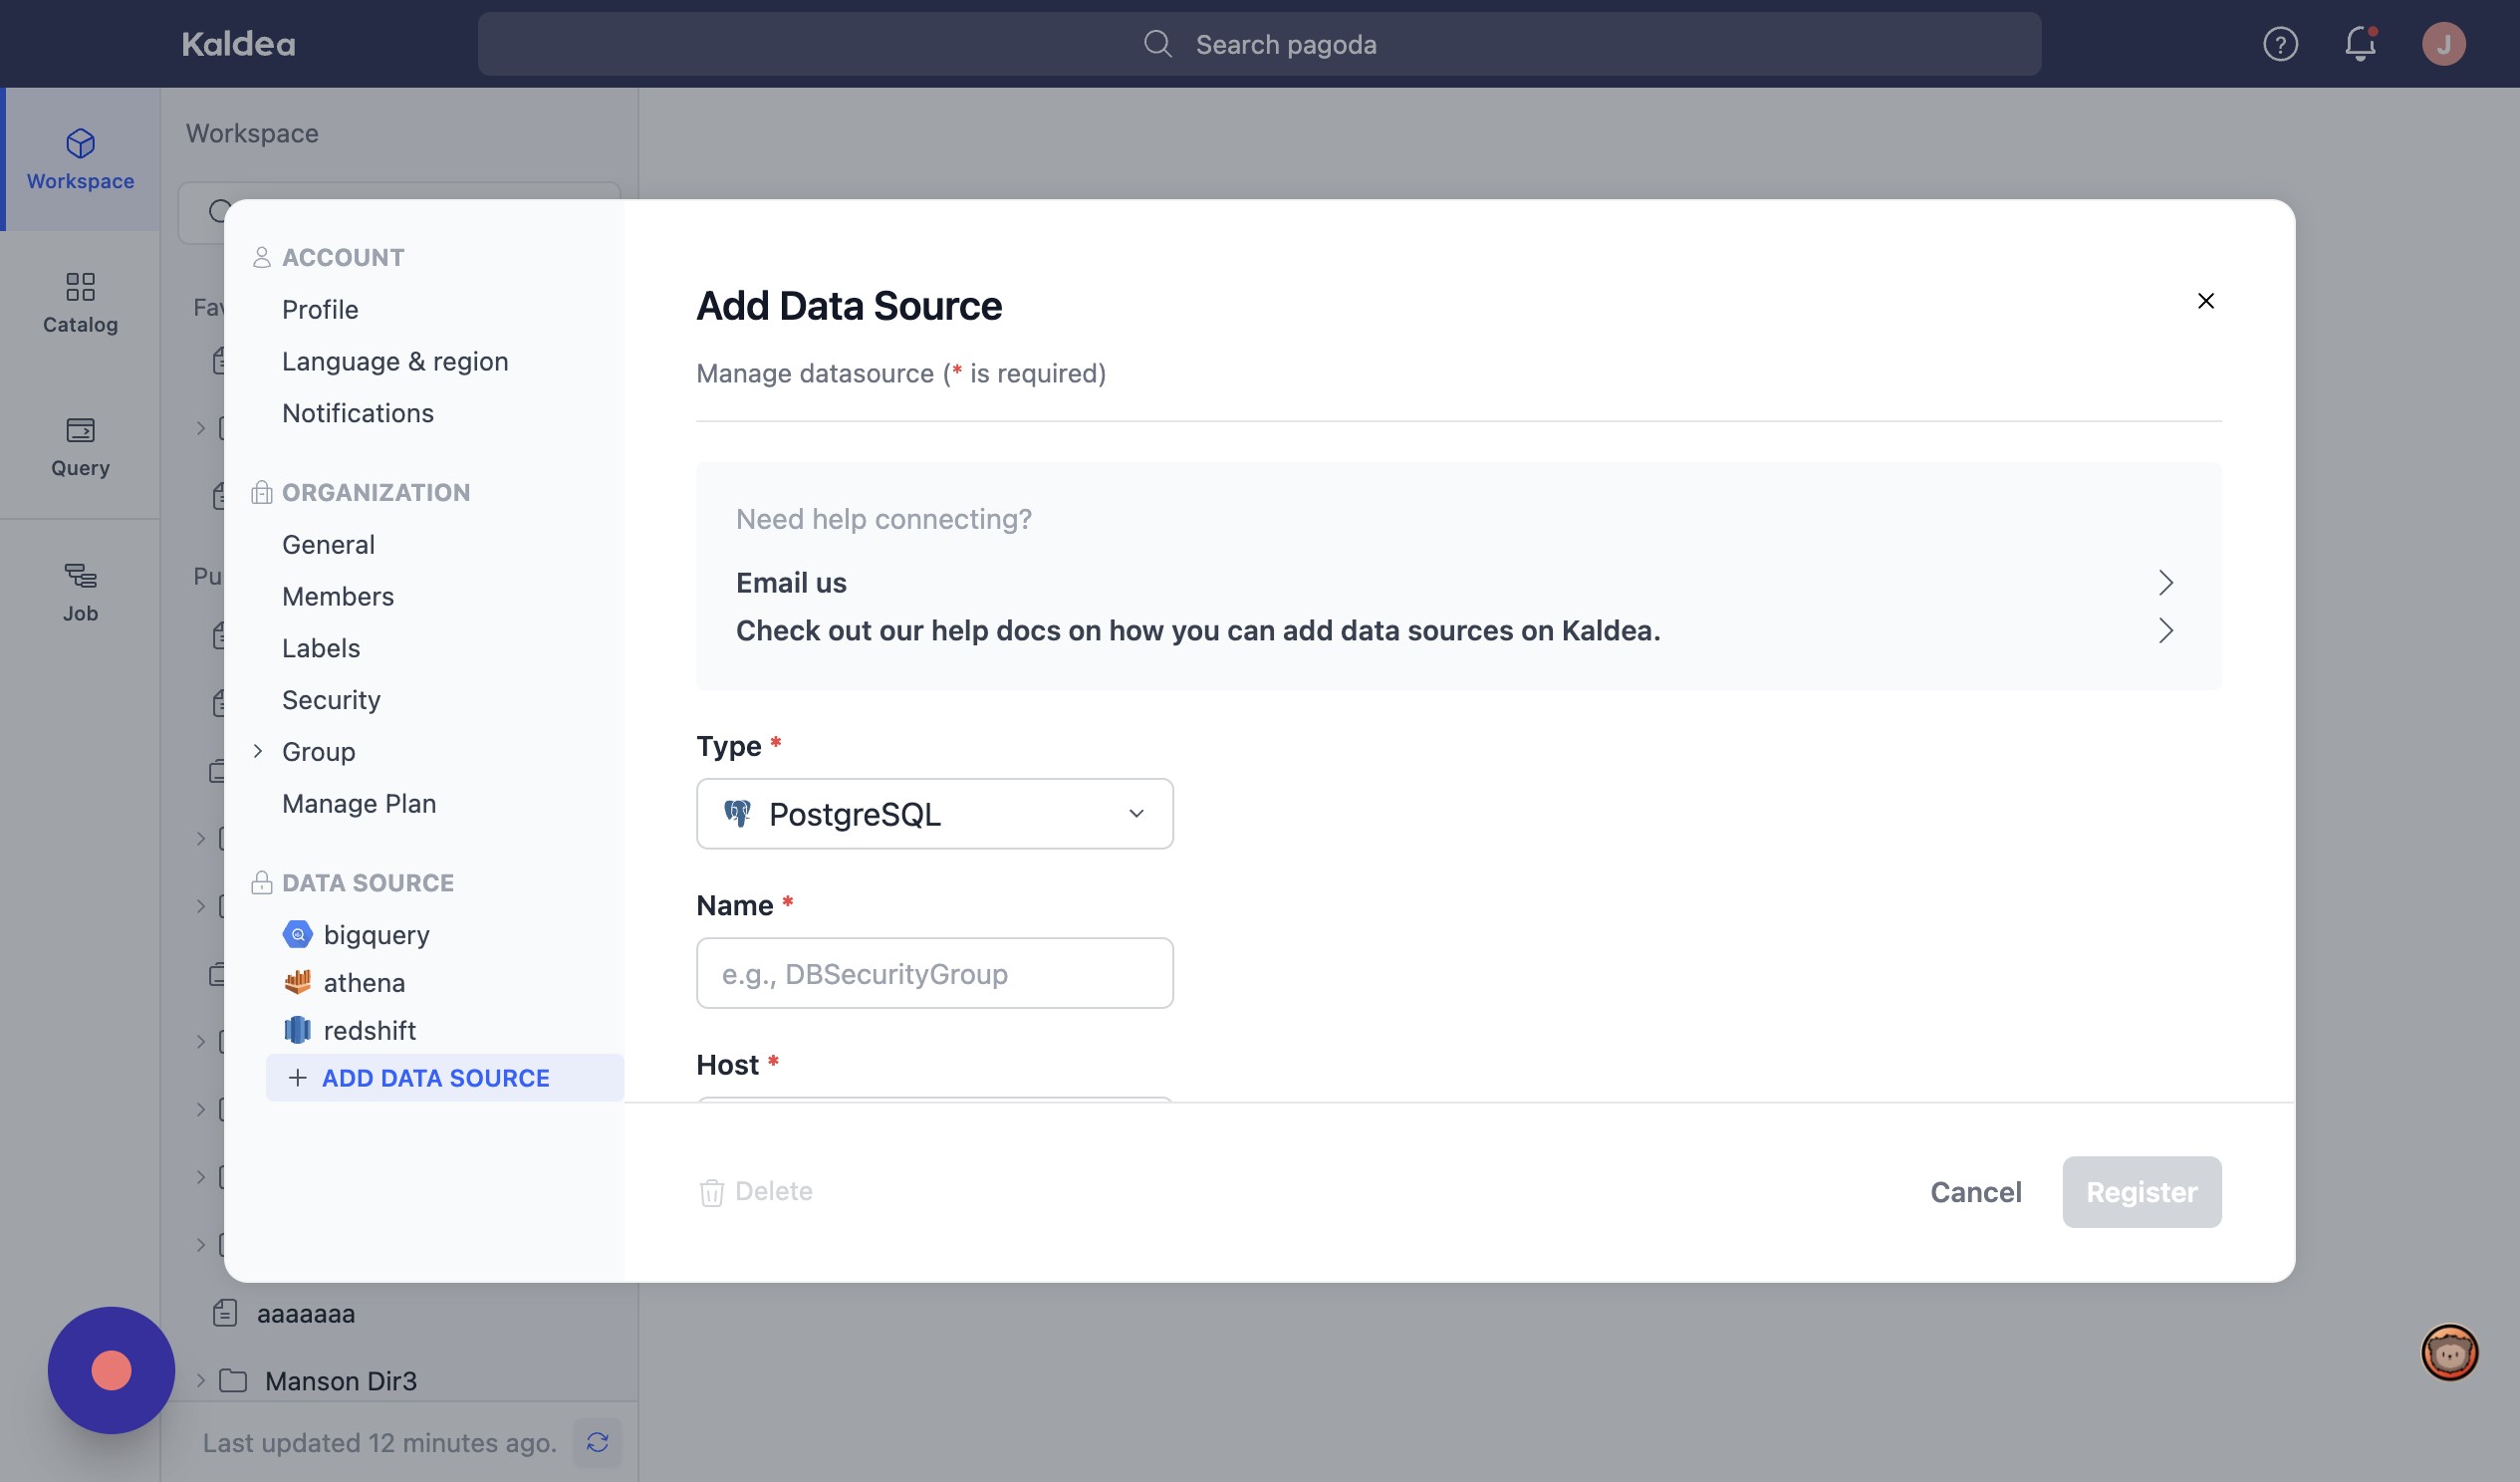 Kaldea
Search pagoda
?
J
Workspace
Catalog
Query
Job
Workspace
aaaaaaa
Manson Dir3
Last updated 12 minutes ago.
ACCOUNT
Profile
Language & region
Notifications
ORGANIZATION
General
Members
Labels
Security
Group
Manage Plan
DATA SOURCE
bigquery
athena
redshift
+ ADD DATA SOURCE
Add Data Source
Manage datasource (* is required)
Need help connecting?
Email us
Check out our help docs on how you can add data sources on Kaldea.
Type *
PostgreSQL
Name *
e.g., DBSecurityGroup
Host *
Delete
Cancel
Register